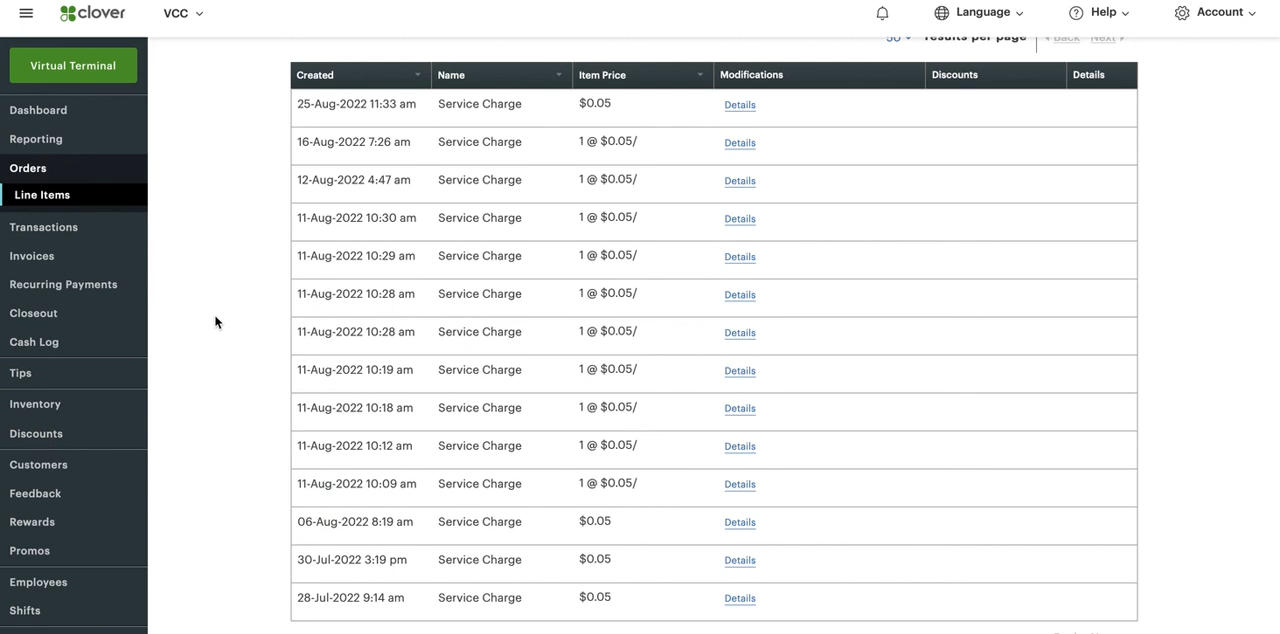 clover
VCC
Language
Help
Account
Virtual Terminal
Dashboard
Reporting
Orders
Line Items
Transactions
Invoices
Recurring Payments
Closeout
Cash Log
Tips
Inventory
Discounts
Customers
Feedback
Rewards
Promos
Employees
Shifts
50 results per page Back Next
Created Name Item Price Modifications Discounts Details
25-Aug-2022 11:33 am Service Charge $0.05 Details
16-Aug-2022 7:26 am Service Charge 1 @ $0.05/ Details
12-Aug-2022 4:47 am Service Charge 1 @ $0.05/ Details
11-Aug-2022 10:30 am Service Charge 1 @ $0.05/ Details
11-Aug-2022 10:29 am Service Charge 1 @ $0.05/ Details
11-Aug-2022 10:28 am Service Charge 1 @ $0.05/ Details
11-Aug-2022 10:28 am Service Charge 1 @ $0.05/ Details
11-Aug-2022 10:19 am Service Charge 1 @ $0.05/ Details
11-Aug-2022 10:18 am Service Charge 1 @ $0.05/ Details
11-Aug-2022 10:12 am Service Charge 1 @ $0.05/ Details
11-Aug-2022 10:09 am Service Charge 1 @ $0.05/ Details
06-Aug-2022 8:19 am Service Charge $0.05 Details
30-Jul-2022 3:19 pm Service Charge $0.05 Details
28-Jul-2022 9:14 am Service Charge $0.05 Details